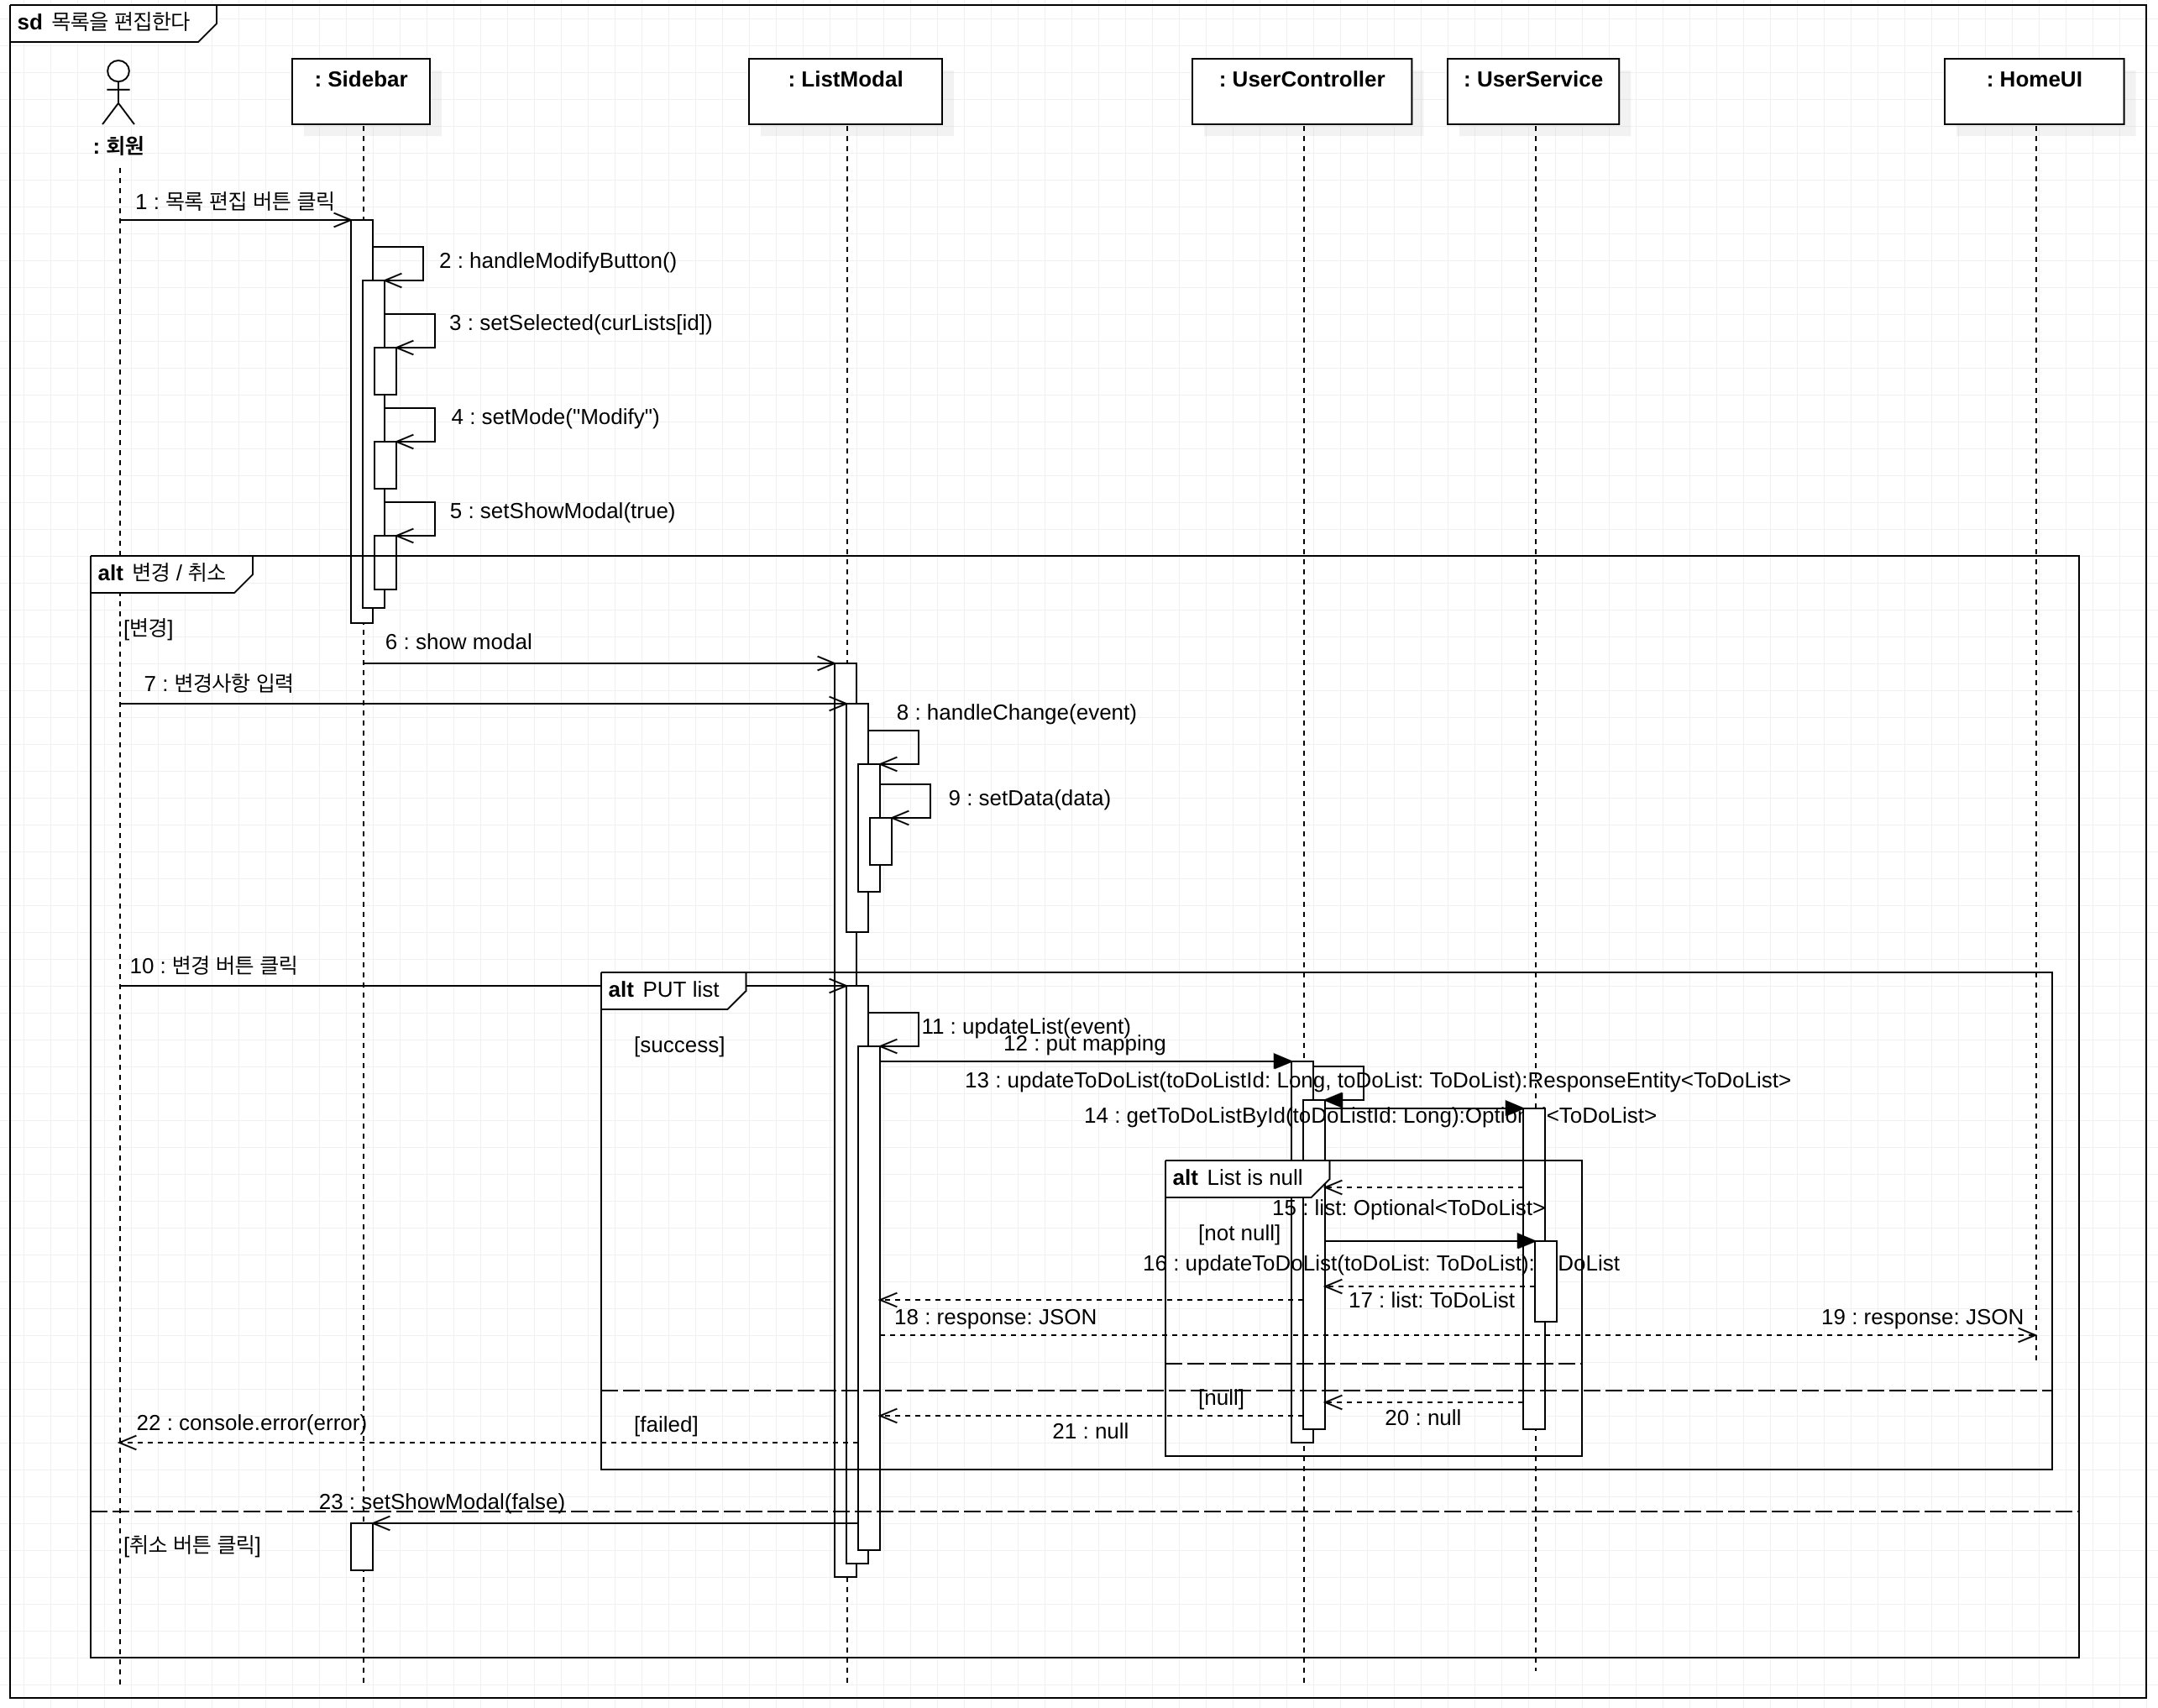 sd 목록을 편집한다
: 회원
: Sidebar
: ListModal
: UserController
: UserService
: HomeUI
1 : 목록 편집 버튼 클릭
2 : handleModifyButton()
3 : setSelected(curLists[id])
4 : setMode("Modify")
5 : setShowModal(true)
alt 변경 / 취소
[변경]
6 : show modal
7 : 변경사항 입력
8 : handleChange(event)
9 : setData(data)
10 : 변경 버튼 클릭
alt PUT list
[success]
11 : updateList(event)
12 : put mapping
13 : updateToDoList(toDoListId: Long, toDoList: ToDoList):ResponseEntity<ToDoList>
14 : getToDoListById(toDoListId: Long):Option <ToDoList>
alt List is null
15 : list: Optional<ToDoList>
[not null]
16 : updateToDoList(toDoList: ToDoList): DoList
17 : list: ToDoList
18 : response: JSON
19 : response: JSON
[null]
20 : null
21 : null
22 : console.error(error)
[failed]
23 : setShowModal(false)
[취소 버튼 클릭]